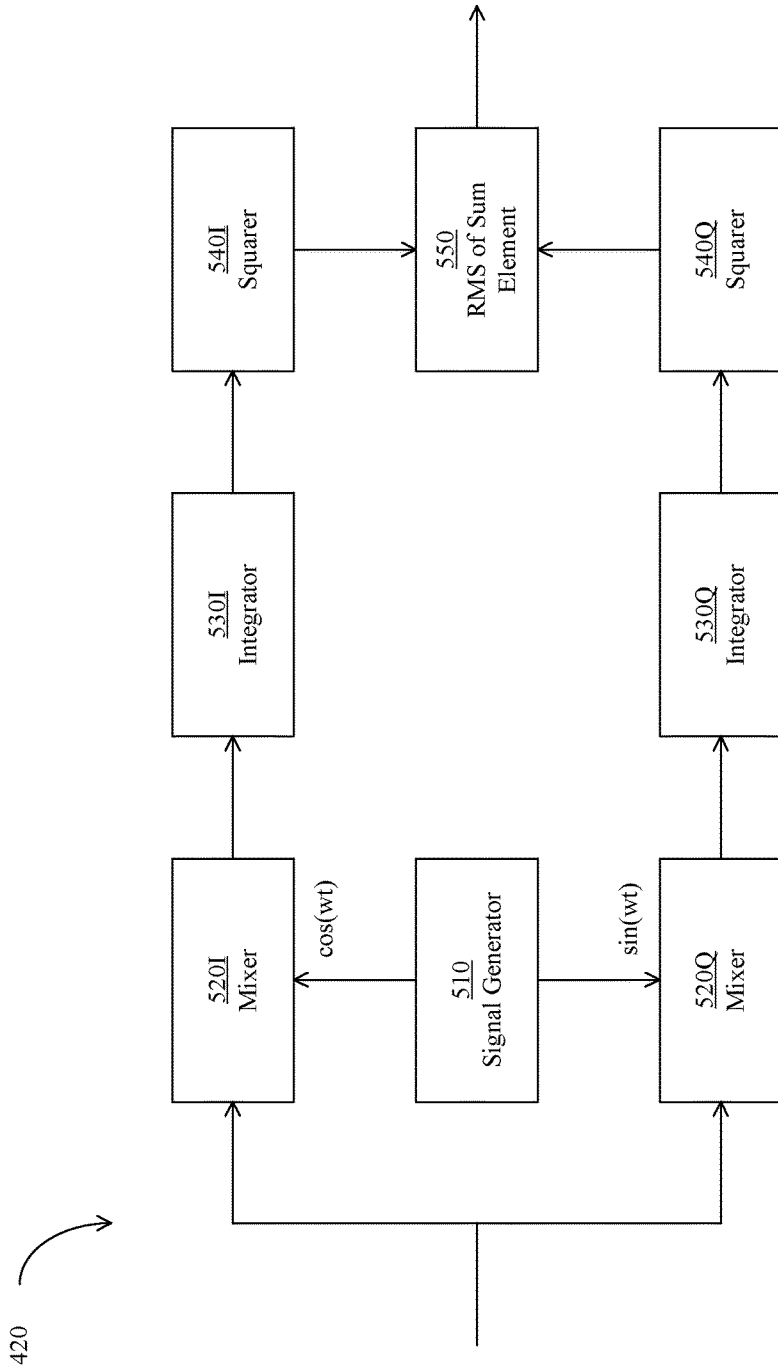 420
520I
Mixer
530I
Integrator
540I
Squarer
cos(wt)
510
Signal Generator
550
RMS of Sum
Element
sin(wt)
520Q
Mixer
530Q
Integrator
540Q
Squarer